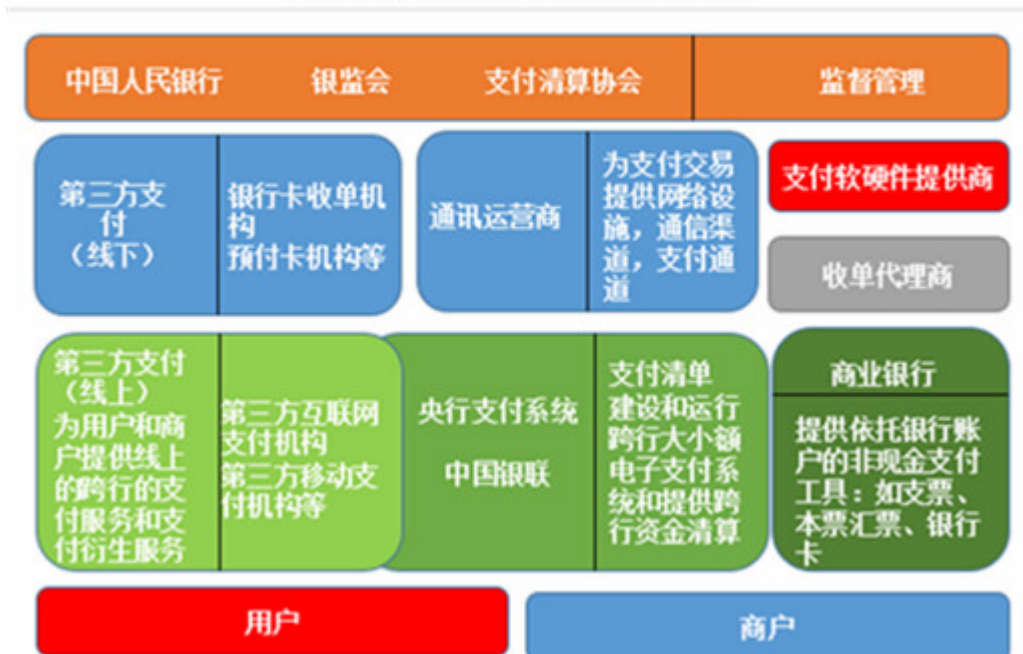 中国人民银行 银监会 支付清算协会 监督管理
第三方支
付
（线下）
银行卡收单机
构
预付卡机构等
通讯运营商
为支付交易
提供网络设
施，通信渠
道，支付通
道
支付软硬件提供商
收单代理商
第三方支付
（线上）
为用户和商
户提供线上
的跨行的支
付服务和支
付衍生服务
第三方互联网
支付机构
第三方移动支
付机构等
央行支付系统
中国银联
支付清单
建设和运行
跨行大小额
电子支付系
统和提供跨
行资金清算
商业银行
提供依托银行账
户的非现金支付
工具：如支票、
本票汇票、银行
卡
用户
商户